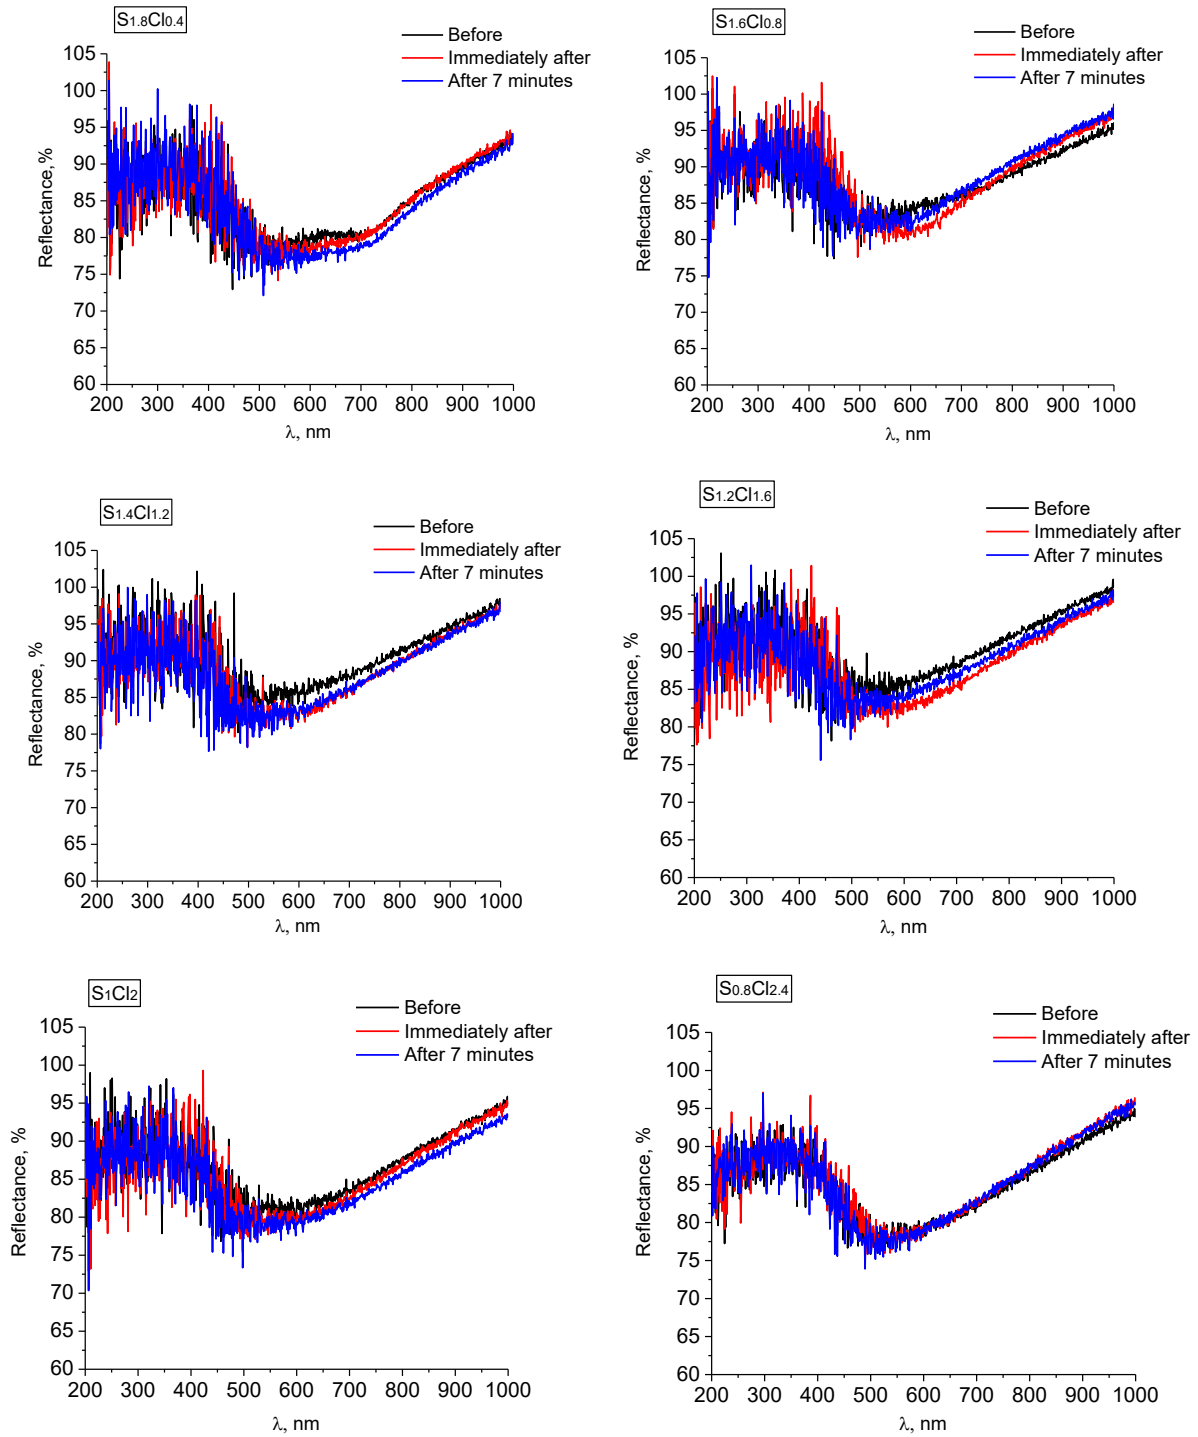 S1.8Cl0.4
Before
Immediately after
After 7 minutes
105
100
95
90
85
80
75
70
65
60
Reflectance, %
200 300 400 500 600 700 800 900 1000
λ, nm
S1.6Cl0.8
Before
Immediately after
After 7 minutes
105
100
95
90
85
80
75
70
65
60
Reflectance, %
200 300 400 500 600 700 800 900 1000
λ, nm
S1.4Cl1.2
Before
Immediately after
After 7 minutes
105
100
95
90
85
80
75
70
65
60
Reflectance, %
200 300 400 500 600 700 800 900 1000
λ, nm
S1.2Cl1.6
Before
Immediately after
After 7 minutes
105
100
95
90
85
80
75
70
65
60
Reflectance, %
200 300 400 500 600 700 800 900 1000
λ, nm
S1Cl2
Before
Immediately after
After 7 minutes
105
100
95
90
85
80
75
70
65
60
Reflectance, %
200 300 400 500 600 700 800 900 1000
λ, nm
S0.8Cl2.4
Before
Immediately after
After 7 minutes
105
100
95
90
85
80
75
70
65
60
Reflectance, %
200 300 400 500 600 700 800 900 1000
λ, nm